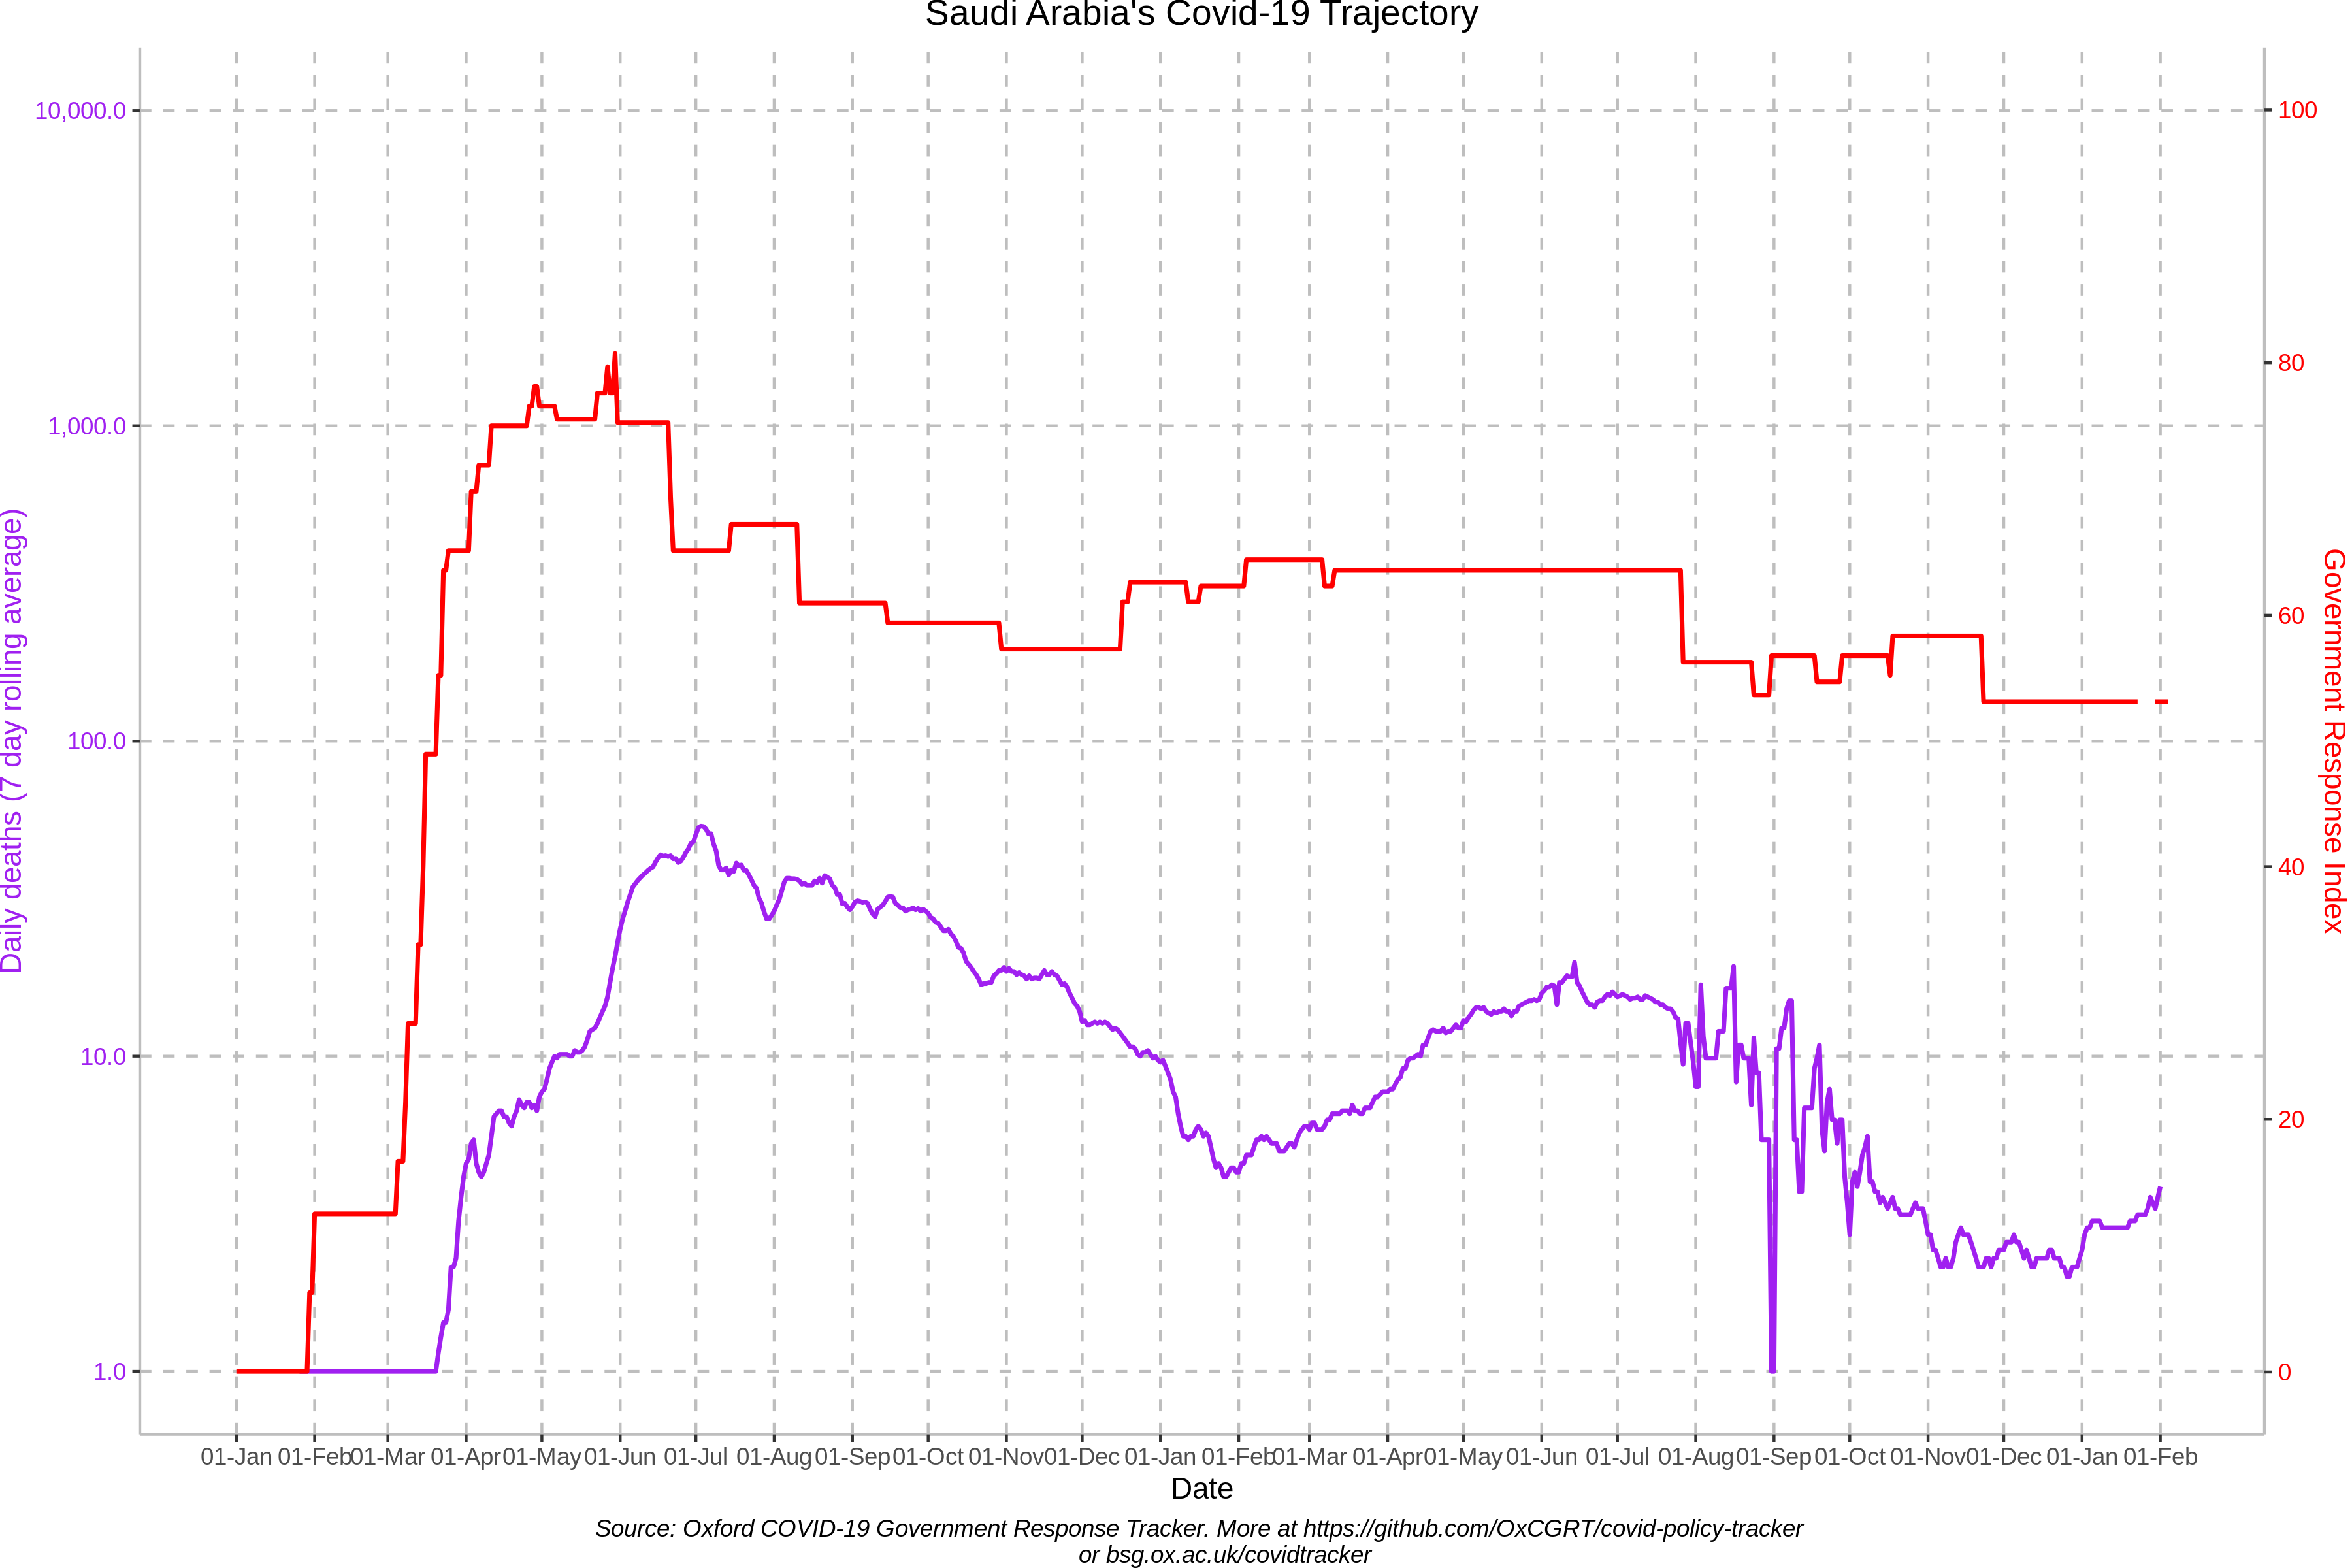 Saudi Arabia's Covid-19 Trajectory
10,000.0
1,000.0
100.0
10.0
1.0
Daily deaths (7 day rolling average)
100
80
60
40
20
0
Government Response Index
01-Jan 01-Feb 01-Mar 01-Apr 01-May 01-Jun 01-Jul 01-Aug 01-Sep 01-Oct 01-Nov 01-Dec 01-Jan 01-Feb 01-Mar 01-Apr 01-May 01-Jun 01-Jul 01-Aug 01-Sep 01-Oct 01-Nov 01-Dec 01-Jan 01-Feb
Date
Source: Oxford COVID-19 Government Response Tracker. More at https://github.com/OxCGRT/covid-policy-tracker
or bsg.ox.ac.uk/covidtracker